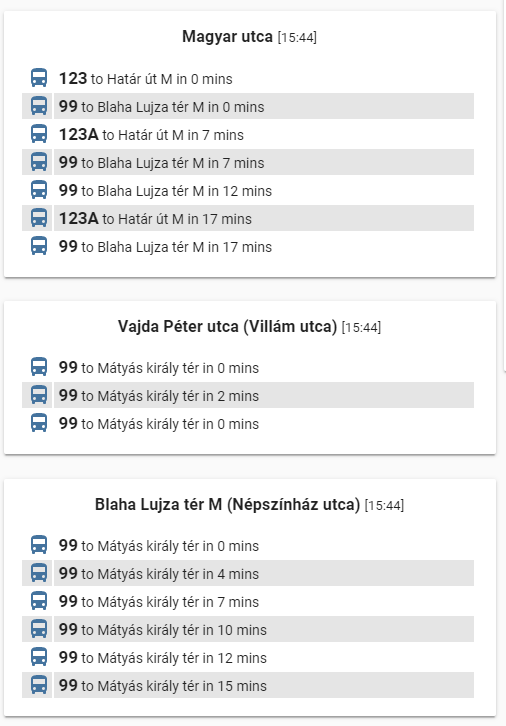 Magyar utca [15:44]
123 to Határ út M in 0 mins
99 to Blaha Lujza tér M in 0 mins
123A to Határ út M in 7 mins
99 to Blaha Lujza tér M in 7 mins
99 to Blaha Lujza tér M in 12 mins
123A to Határ út M in 17 mins
99 to Blaha Lujza tér M in 17 mins
Vajda Péter utca (Villám utca) [15:44]
99 to Mátyás király tér in 0 mins
99 to Mátyás király tér in 2 mins
99 to Mátyás király tér in 0 mins
Blaha Lujza tér M (Népszínház utca) [15:44]
99 to Mátyás király tér in 0 mins
99 to Mátyás király tér in 4 mins
99 to Mátyás király tér in 7 mins
99 to Mátyás király tér in 10 mins
99 to Mátyás király tér in 12 mins
99 to Mátyás király tér in 15 mins